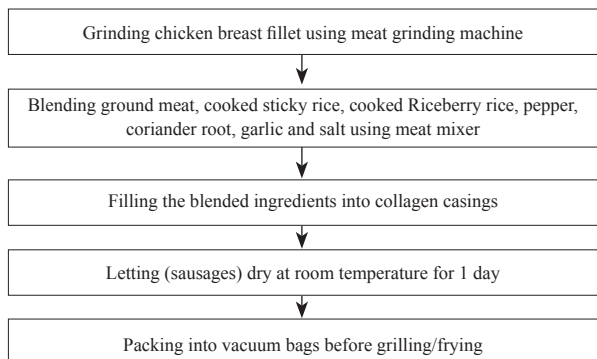 Grinding chicken breast fillet using meat grinding machine
Blending ground meat, cooked sticky rice, cooked Riceberry rice, pepper,
coriander root, garlic and salt using meat mixer
Filling the blended ingredients into collagen casings
Letting (sausages) dry at room temperature for 1 day
Packing into vacuum bags before grilling/frying